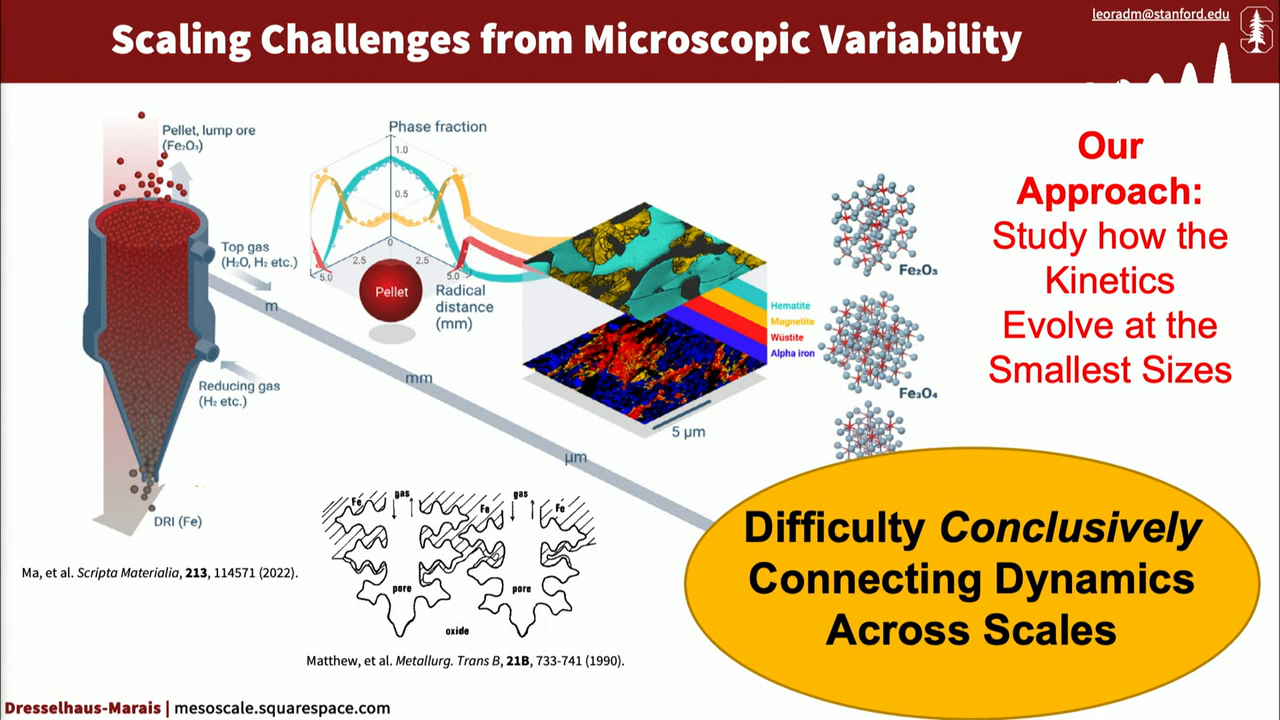 leoradm@stanford.edu
Scaling Challenges from Microscopic Variability
Pellet, lump ore
(Fe₂O₃)
Top gas
(H₂O, H₂ etc.)
Reducing gas
(H₂ etc.)
DRI (Fe)
m
mm
µm
Phase fraction
1.0
0.5
0
2.5
2.5
5.0
5.0
Pellet
Radical
distance
(mm)
Hematite
Magnetite
Wüstite
Alpha iron
5 µm
Fe₂O₃
Fe₃O₄
Our
Approach:
Study how the
Kinetics
Evolve at the
Smallest Sizes
Difficulty Conclusively
Connecting Dynamics
Across Scales
Fe
gas
Fe
gas
Fe
pore
pore
oxide
Ma, et al. Scripta Materialia, 213, 114571 (2022).
Matthew, et al. Metallurg. Trans B, 21B, 733-741 (1990).
Dresselhaus-Marais | mesoscale.squarespace.com